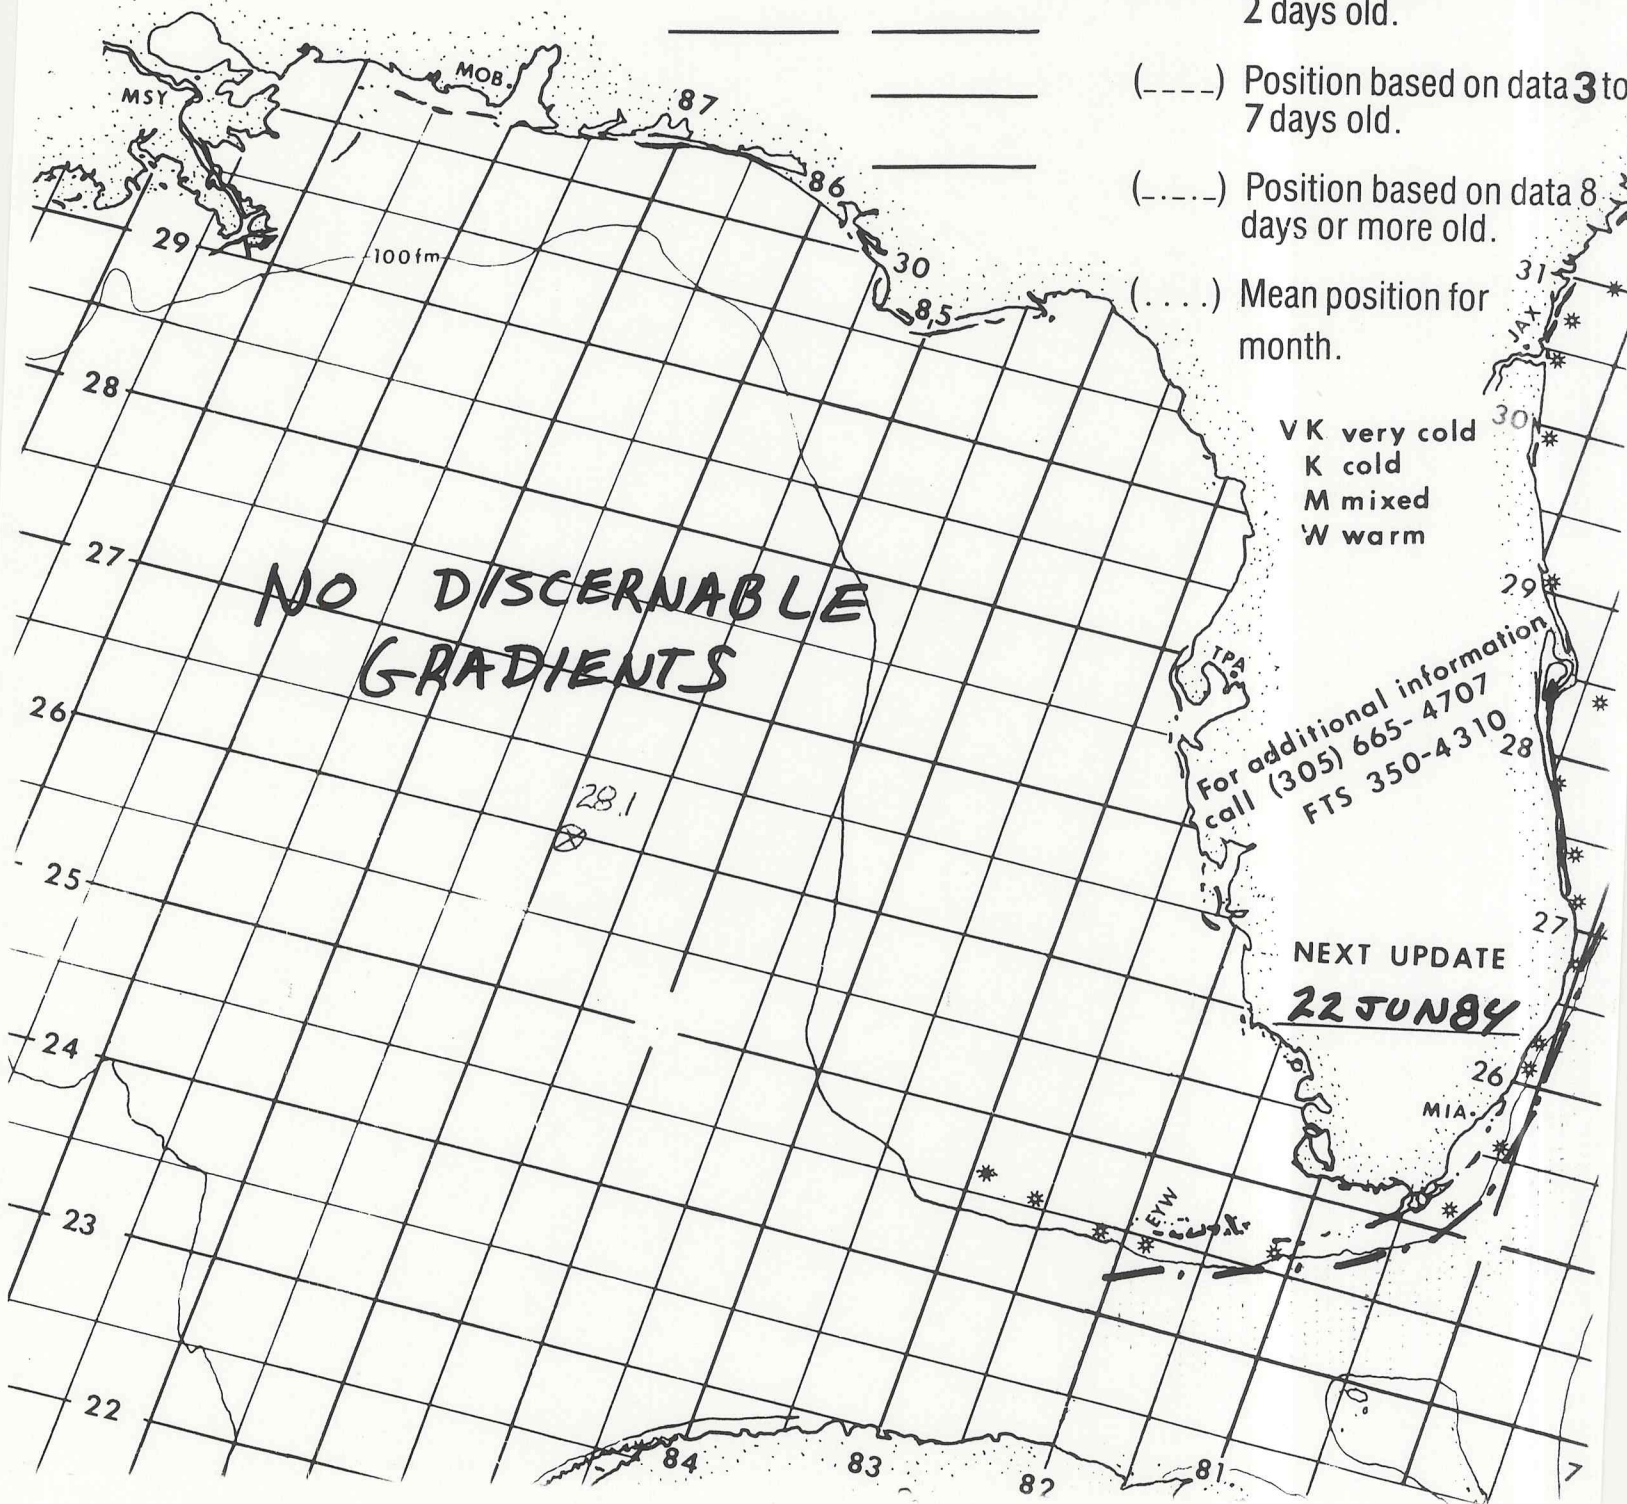 2 days old.
(----) Position based on data 3 to
7 days old.
(.-.-) Position based on data 8
days or more old.
(....) Mean position for
month.
MSY
MOB
87
86
30
85
29
100fm
28
27
26
25
24
23
22
31
JAX
30
VK very cold
K cold
M mixed
W warm
29
NO DISCERNABLE
GRADIENTS
28.1
TPA
For additional information
call (305) 665-4707
FTS 350-4310
28
27
NEXT UPDATE
22 JUN 84
26
MIA
EYW
84
83
82
81
7